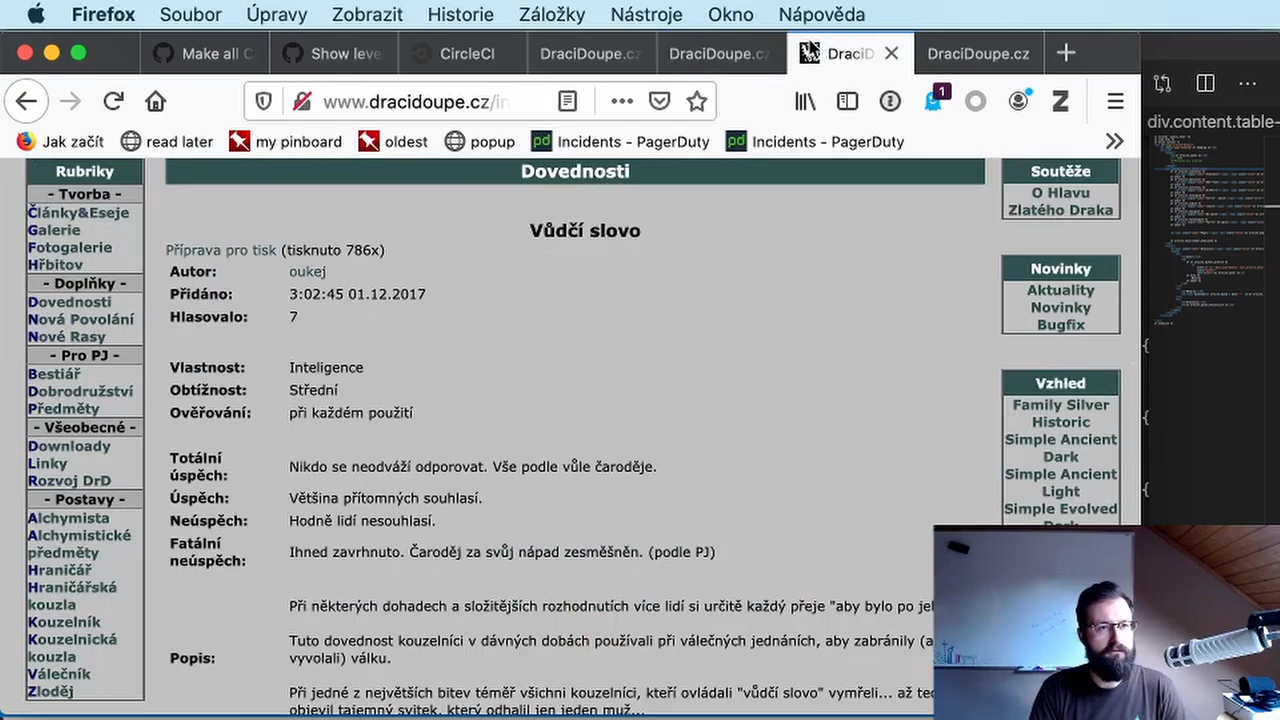 Firefox Soubor Úpravy Zobrazit Historie Záložky Nástroje Okno Nápověda
Make all C Show leve CircleCI DraciDoupe.cz DraciDoupe.cz DraciD DraciDoupe.cz
www.dracidoupe.cz/in 1
Jak začít read later my pinboard oldest popup Incidents - PagerDuty Incidents - PagerDuty
div.content.table-
Rubriky
- Tvorba -
Články&Eseje
Galerie
Fotogalerie
Hřbitov
- Doplňky -
Dovednosti
Nová Povolání
Nové Rasy
- Pro PJ -
Bestiář
Dobrodružství
Předměty
- Všeobecné -
Downloady
Linky
Rozvoj DrD
- Postavy -
Alchymista
Alchymistické
předměty
Hraničář
Hraničářská
kouzla
Kouzelník
Kouzelnická
kouzla
Válečník
Zloděj
Dovednosti
Vůdčí slovo
Příprava pro tisk (tisknuto 786x)
Autor: oukej
Přidáno: 3:02:45 01.12.2017
Hlasovalo: 7
Vlastnost: Inteligence
Obtížnost: Střední
Ověřování: při každém použití
Totální
úspěch: Nikdo se neodváží odporovat. Vše podle vůle čaroděje.
Úspěch: Většina přítomných souhlasí.
Neúspěch: Hodně lidí nesouhlasí.
Fatální
neúspěch: Ihned zavrhnuto. Čaroděj za svůj nápad zesměšněn. (podle PJ)
Při některých dohadech a složitějších rozhodnutích více lidí si určitě každý přeje "aby bylo po
Tuto dovednost kouzelníci v dávných dobách používali při válečných jednáních, aby zabránily
Popis: vyvolali) válku.
Při jedné z největších bitev téměř všichni kouzelníci, kteří ovládali "vůdčí slovo" vymřeli... až
objevil tajemný svitek, který odhalil jen jeden muž...
Soutěže
O Hlavu
Zlatého Draka
Novinky
Aktuality
Novinky
Bugfix
Vzhled
Family Silver
Historic
Simple Ancient
Dark
Simple Ancient
Light
Simple Evolved